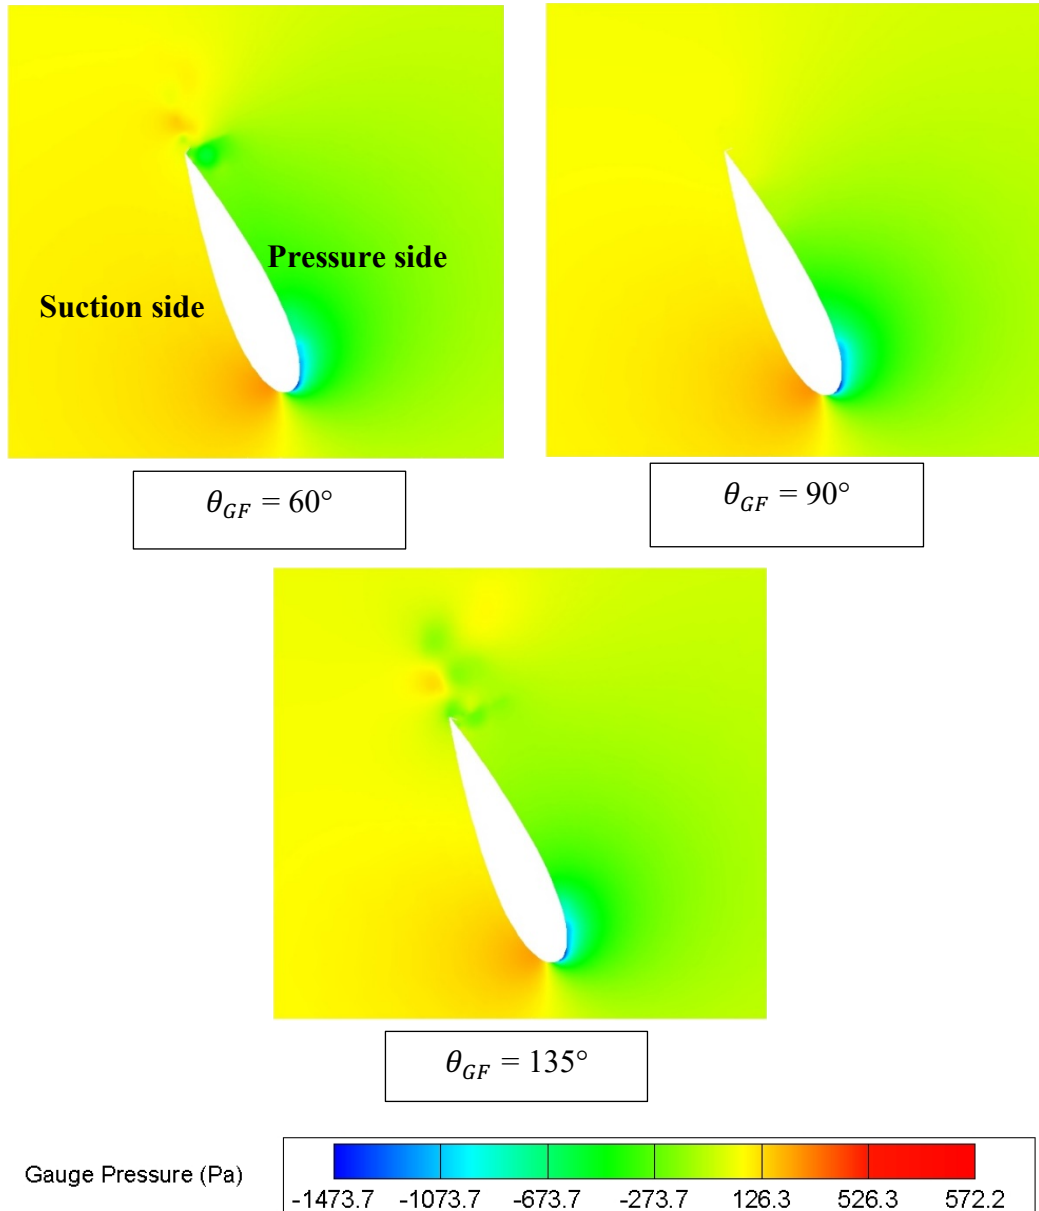 Pressure side
Suction side
θ_GF = 60°
θ_GF = 90°
θ_GF = 135°
Gauge Pressure (Pa)
-1473.7 -1073.7 -673.7 -273.7 126.3 526.3 572.2